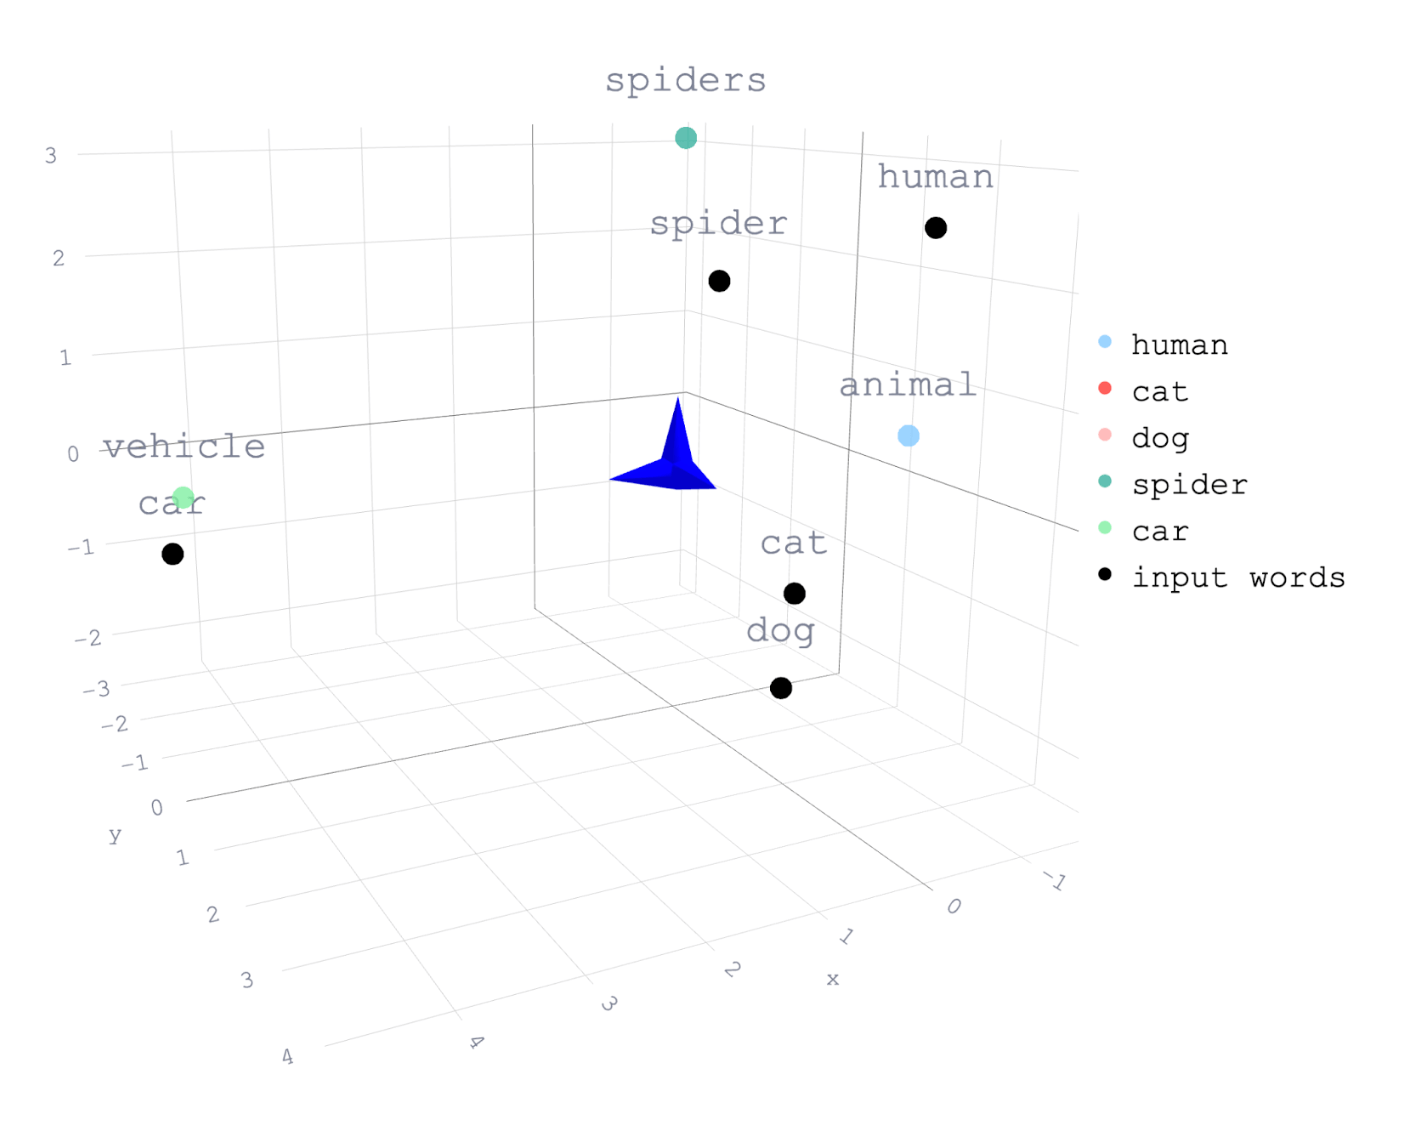 spiders
human
spider
animal
vehicle
car
cat
dog
3
2
1
0
−1
−2
−3
−2
−1
0
y
1
2
3
4
4
3
2
x
1
0
−1
human
cat
dog
spider
car
input words